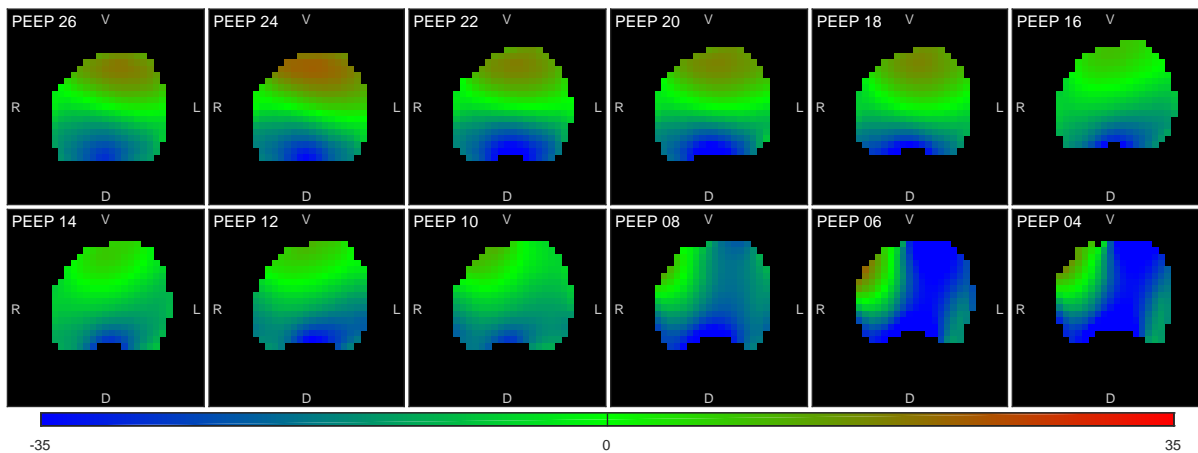 PEEP 26 V PEEP 24 V PEEP 22 V PEEP 20 V PEEP 18 V PEEP 16 V
R L R L R L R L R L R L
D D D D D D
PEEP 14 V PEEP 12 V PEEP 10 V PEEP 08 V PEEP 06 V PEEP 04 V
R L R L R L R L R L R L
D D D D D D
-35 0 35